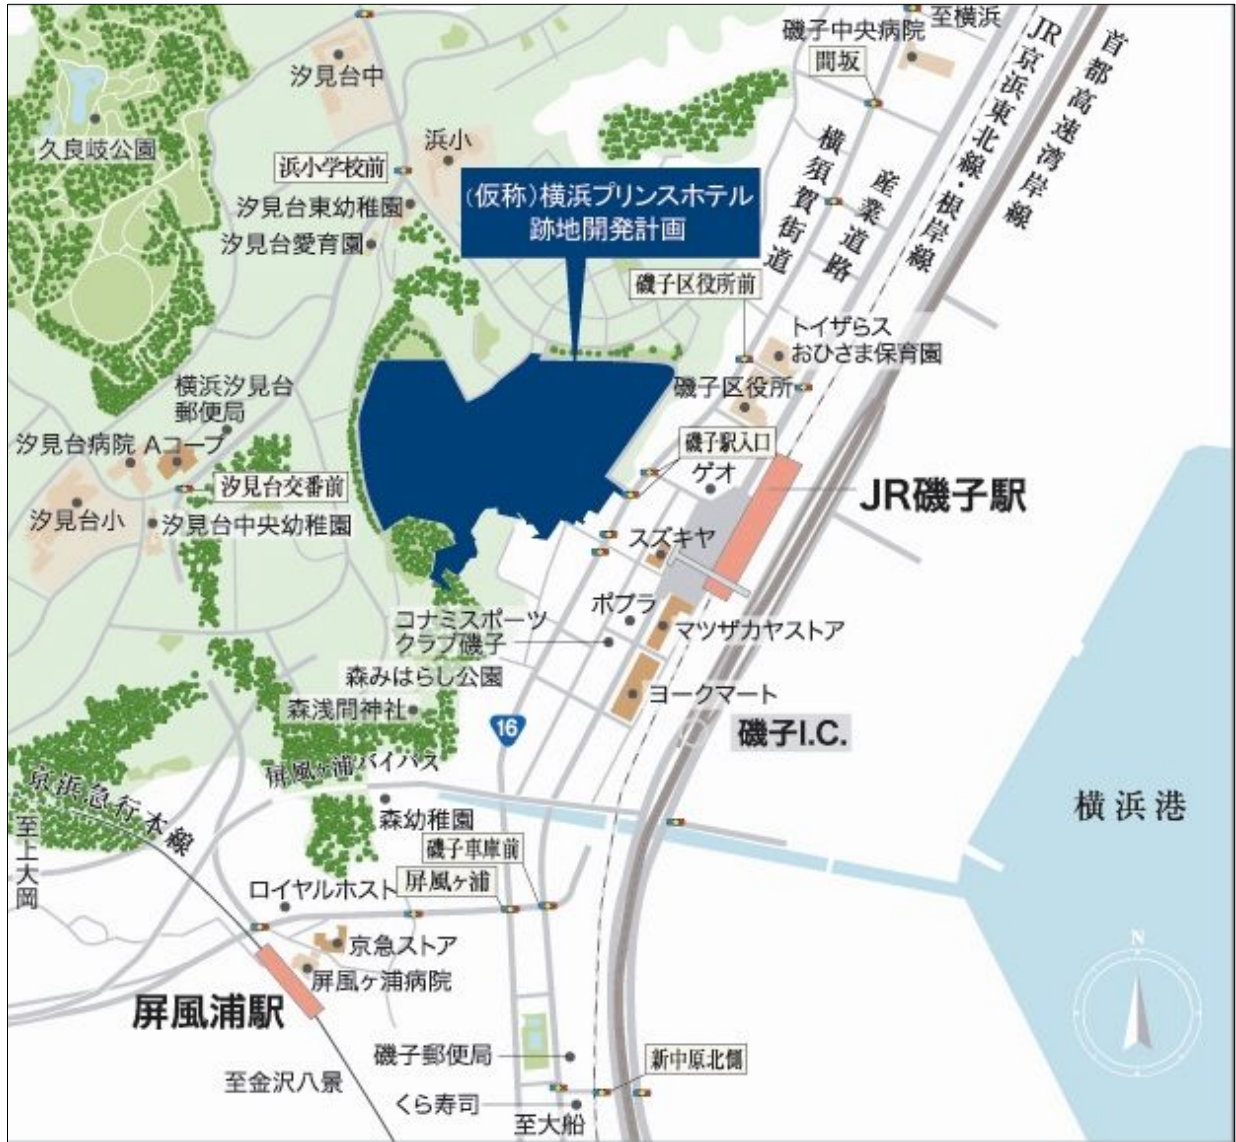 至横浜
磯子中央病院
間坂
JR京浜東北線・根岸線
首都高速湾岸線
汐見台中
久良岐公園
浜小
浜小学校前
横須賀街道
産業道路
(仮称)横浜プリンスホテル
跡地開発計画
汐見台東幼稚園
汐見台愛育園
磯子区役所前
トイザらス
おひさま保育園
磯子区役所
横浜汐見台
郵便局
汐見台病院
Aコープ
磯子駅入口
ゲオ
JR磯子駅
汐見台交番前
汐見台小
汐見台中央幼稚園
スズキヤ
ポプラ
コナミスポーツ
クラブ磯子
マツザカヤストア
森みはらし公園
ヨークマート
森浅間神社
16
磯子I.C.
屏風ヶ浦バイパス
京浜急行本線
横浜港
森幼稚園
至上大岡
磯子車庫前
屏風ヶ浦
ロイヤルホスト
京急ストア
屏風ヶ浦病院
N
屏風浦駅
磯子郵便局
新中原北側
至金沢八景
くら寿司
至大船